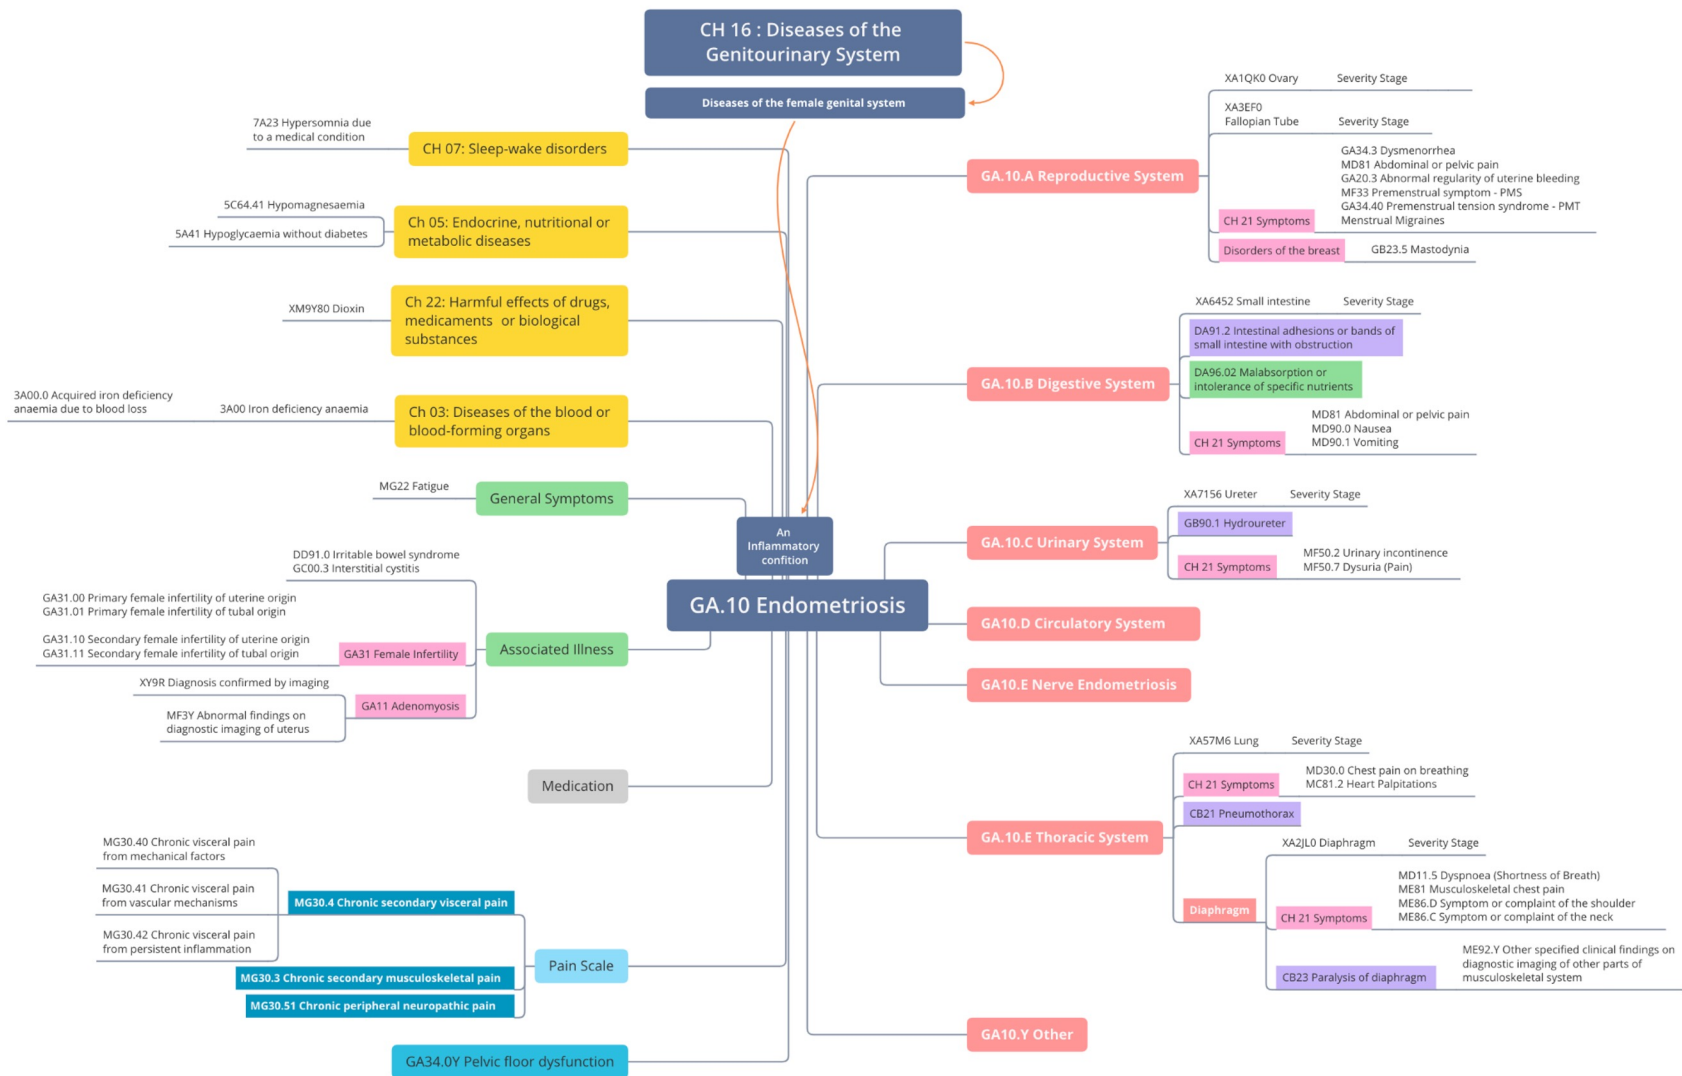 CH 16 : Diseases of the
Genitourinary System
Diseases of the female genital system
7A23 Hypersomnia due
to a medical condition
CH 07: Sleep-wake disorders
5C64.41 Hypomagnesaemia
5A41 Hypoglycaemia without diabetes
Ch 05: Endocrine, nutritional or
metabolic diseases
XM9Y80 Dioxin
Ch 22: Harmful effects of drugs,
medicaments or biological
substances
3A00.0 Acquired iron deficiency
anaemia due to blood loss
3A00 Iron deficiency anaemia
Ch 03: Diseases of the blood or
blood-forming organs
MG22 Fatigue
General Symptoms
DD91.0 Irritable bowel syndrome
GC00.3 Interstitial cystitis
GA31.00 Primary female infertility of uterine origin
GA31.01 Primary female infertility of tubal origin
GA31.10 Secondary female infertility of uterine origin
GA31.11 Secondary female infertility of tubal origin
GA31 Female Infertility
Associated Illness
XY9R Diagnosis confirmed by imaging
MF3Y Abnormal findings on
diagnostic imaging of uterus
GA11 Adenomyosis
Medication
MG30.40 Chronic visceral pain
from mechanical factors
MG30.41 Chronic visceral pain
from vascular mechanisms
MG30.42 Chronic visceral pain
from persistent inflammation
MG30.4 Chronic secondary visceral pain
MG30.3 Chronic secondary musculoskeletal pain
MG30.51 Chronic peripheral neuropathic pain
Pain Scale
GA34.0Y Pelvic floor dysfunction
An
Inflammatory
confition
GA.10 Endometriosis
GA.10.A Reproductive System
XA1QK0 Ovary
Severity Stage
XA3EF0
Fallopian Tube
Severity Stage
CH 21 Symptoms
GA34.3 Dysmenorrhea
MD81 Abdominal or pelvic pain
GA20.3 Abnormal regularity of uterine bleeding
MF33 Premenstrual symptom - PMS
GA34.40 Premenstrual tension syndrome - PMT
Menstrual Migraines
Disorders of the breast
GB23.5 Mastodynia
GA.10.B Digestive System
XA6452 Small intestine
Severity Stage
DA91.2 Intestinal adhesions or bands of
small intestine with obstruction
DA96.02 Malabsorption or
intolerance of specific nutrients
CH 21 Symptoms
MD81 Abdominal or pelvic pain
MD90.0 Nausea
MD90.1 Vomiting
GA.10.C Urinary System
XA7156 Ureter
Severity Stage
GB90.1 Hydroureter
CH 21 Symptoms
MF50.2 Urinary incontinence
MF50.7 Dysuria (Pain)
GA10.D Circulatory System
GA10.E Nerve Endometriosis
GA.10.E Thoracic System
XA57M6 Lung
Severity Stage
CH 21 Symptoms
MD30.0 Chest pain on breathing
MC81.2 Heart Palpitations
CB21 Pneumothorax
Diaphragm
XA2JL0 Diaphragm
Severity Stage
CH 21 Symptoms
MD11.5 Dyspnoea (Shortness of Breath)
ME81 Musculoskeletal chest pain
ME86.D Symptom or complaint of the shoulder
ME86.C Symptom or complaint of the neck
CB23 Paralysis of diaphragm
ME92.Y Other specified clinical findings on
diagnostic imaging of other parts of
musculoskeletal system
GA10.Y Other